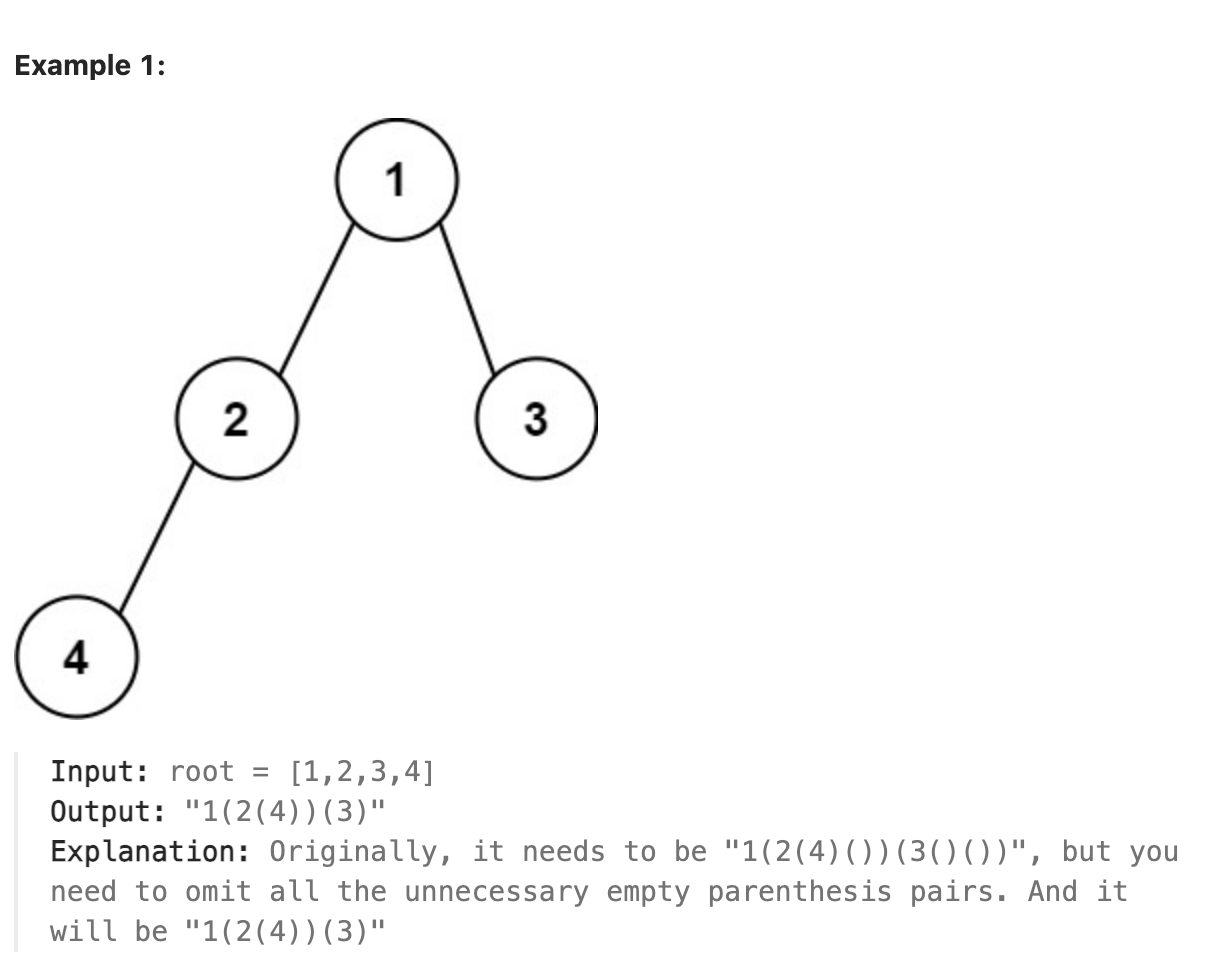 Example 1:
1
2
3
4
Input: root = [1,2,3,4]
Output: "1(2(4))(3)"
Explanation: Originally, it needs to be "1(2(4)())(3()())", but you
need to omit all the unnecessary empty parenthesis pairs. And it
will be "1(2(4))(3)"